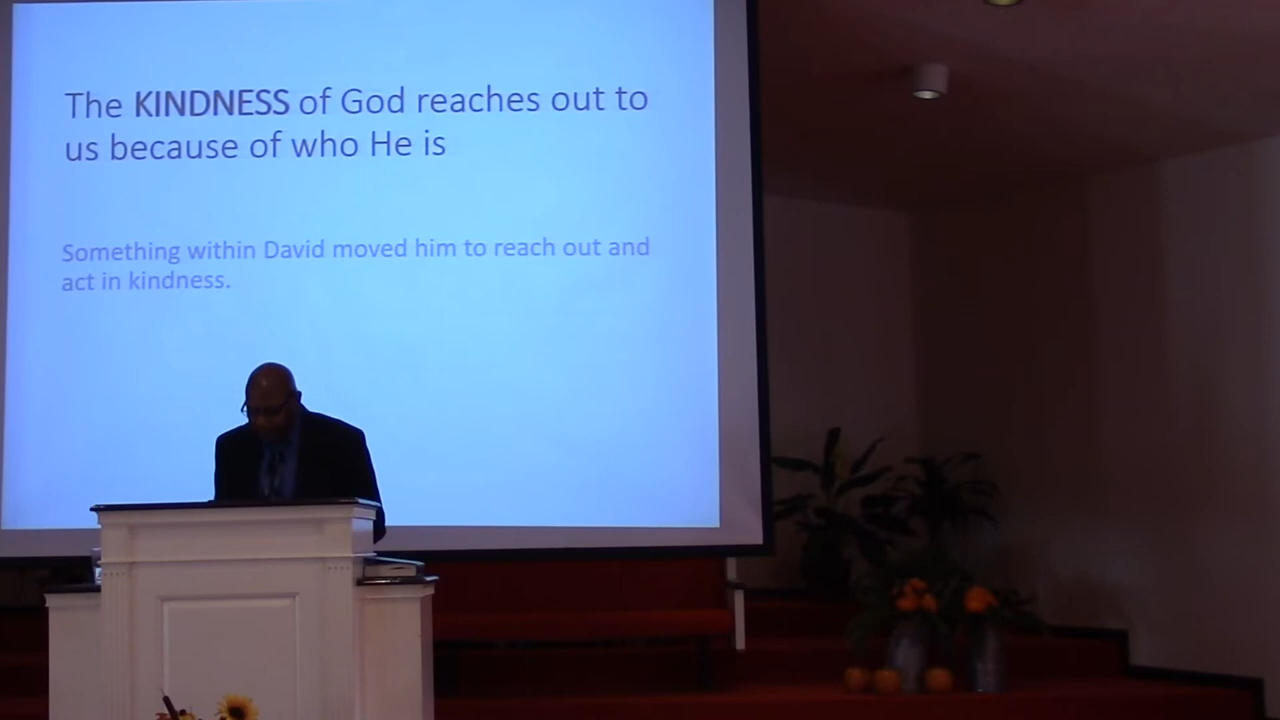 The KINDNESS of God reaches out to
us because of who He is
Something within David moved him to reach out and
act in kindness.